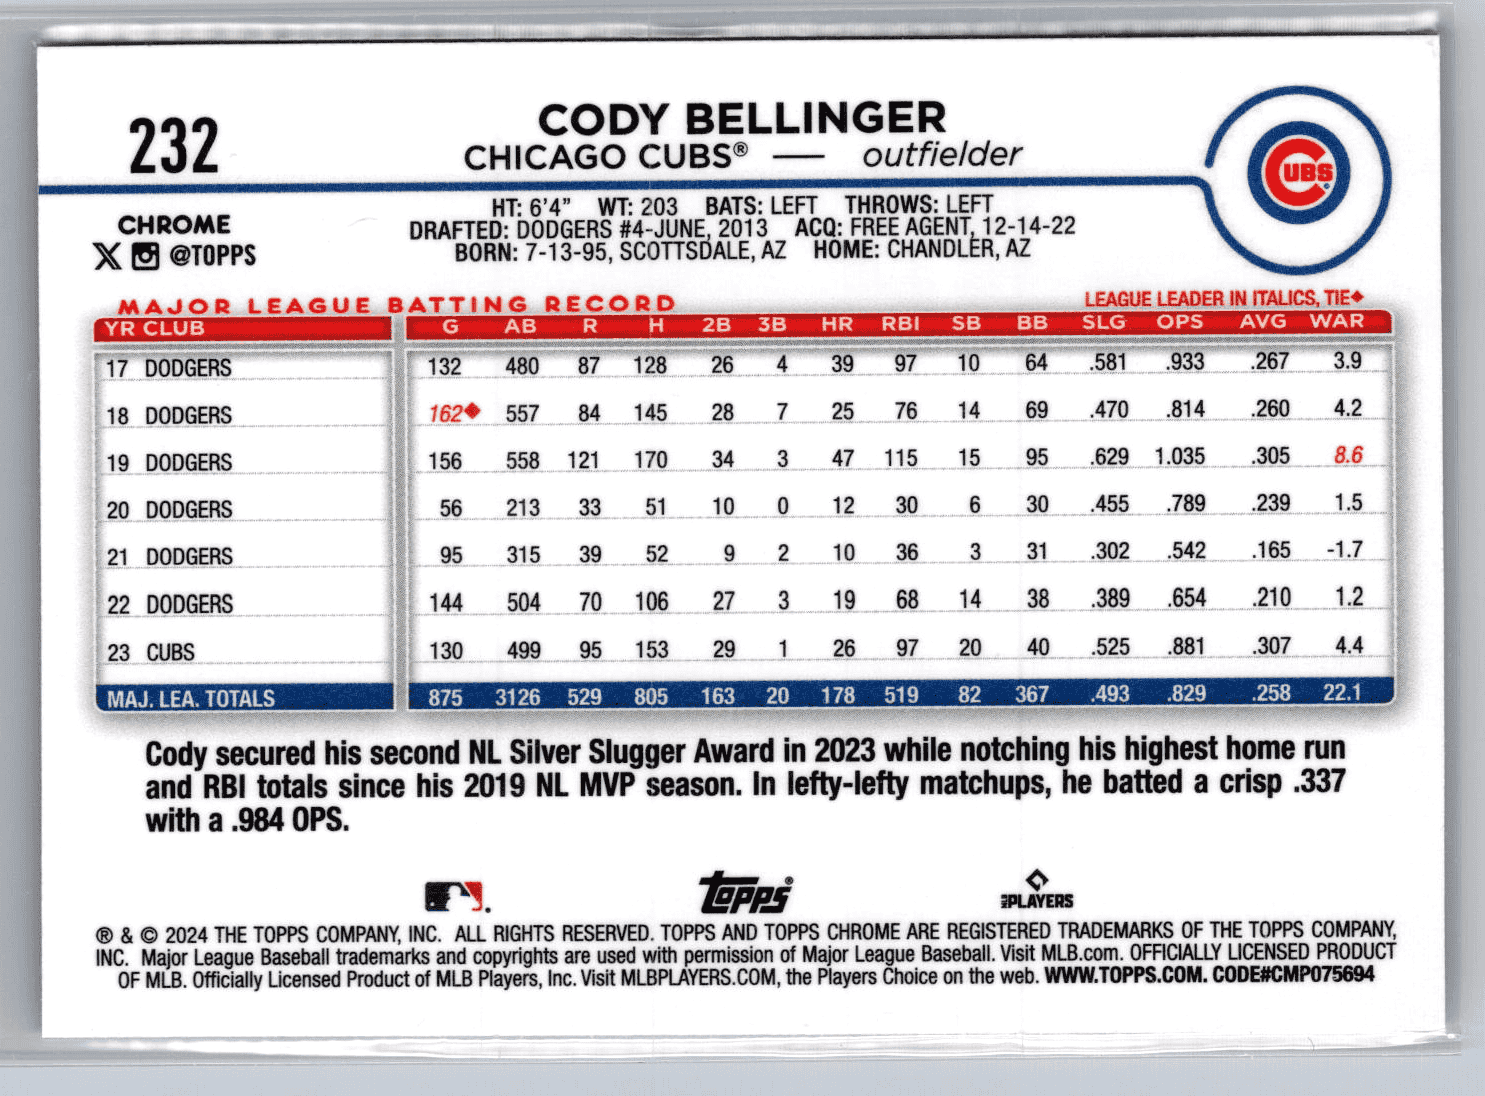 232
CODY BELLINGER
CHICAGO CUBS® — outfielder
CUBS
CHROME
@TOPPS
HT: 6'4" WT: 203 BATS: LEFT THROWS: LEFT
DRAFTED: DODGERS #4-JUNE, 2013 ACQ: FREE AGENT, 12-14-22
BORN: 7-13-95, SCOTTSDALE, AZ HOME: CHANDLER, AZ
MAJOR LEAGUE BATTING RECORD LEAGUE LEADER IN ITALICS, TIE♦
YR CLUB G AB R H 2B 3B HR RBI SB BB SLG OPS AVG WAR
17 DODGERS 132 480 87 128 26 4 39 97 10 64 .581 .933 .267 3.9
18 DODGERS 162♦ 557 84 145 28 7 25 76 14 69 .470 .814 .260 4.2
19 DODGERS 156 558 121 170 34 3 47 115 15 95 .629 1.035 .305 8.6
20 DODGERS 56 213 33 51 10 0 12 30 6 30 .455 .789 .239 1.5
21 DODGERS 95 315 39 52 9 2 10 36 3 31 .302 .542 .165 -1.7
22 DODGERS 144 504 70 106 27 3 19 68 14 38 .389 .654 .210 1.2
23 CUBS 130 499 95 153 29 1 26 97 20 40 .525 .881 .307 4.4
MAJ. LEA. TOTALS 875 3126 529 805 163 20 178 519 82 367 .493 .829 .258 22.1
Cody secured his second NL Silver Slugger Award in 2023 while notching his highest home run
and RBI totals since his 2019 NL MVP season. In lefty-lefty matchups, he batted a crisp .337
with a .984 OPS.
Topps®
PLAYERS
® & © 2024 THE TOPPS COMPANY, INC. ALL RIGHTS RESERVED. TOPPS AND TOPPS CHROME ARE REGISTERED TRADEMARKS OF THE TOPPS COMPANY,
INC. Major League Baseball trademarks and copyrights are used with permission of Major League Baseball. Visit MLB.com. OFFICIALLY LICENSED PRODUCT
OF MLB. Officially Licensed Product of MLB Players, Inc. Visit MLBPLAYERS.COM, the Players Choice on the web. WWW.TOPPS.COM. CODE#CMP075694